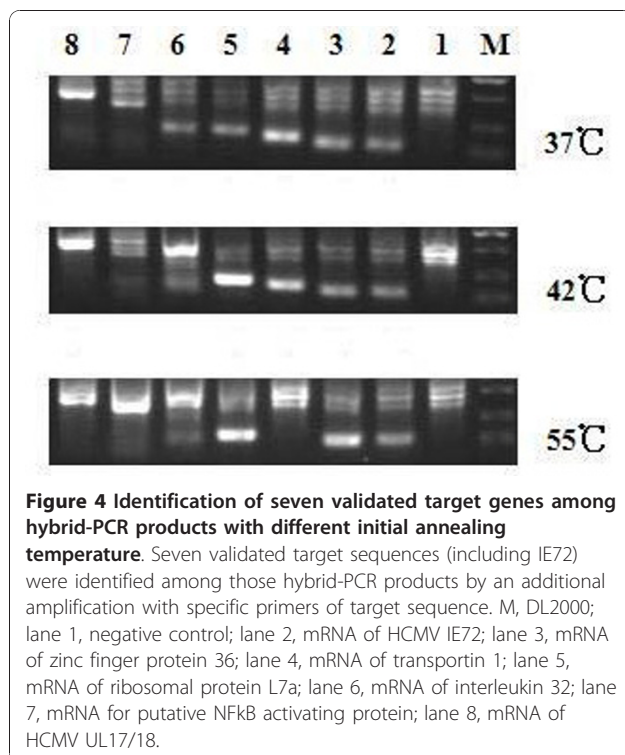 8 7 6 5 4 3 2 1 M
37℃
42℃
55℃
Figure 4 Identification of seven validated target genes among
hybrid-PCR products with different initial annealing
temperature. Seven validated target sequences (including IE72)
were identified among those hybrid-PCR products by an additional
amplification with specific primers of target sequence. M, DL2000;
lane 1, negative control; lane 2, mRNA of HCMV IE72; lane 3, mRNA
of zinc finger protein 36; lane 4, mRNA of transportin 1; lane 5,
mRNA of ribosomal protein L7a; lane 6, mRNA of interleukin 32; lane
7, mRNA for putative NFkB activating protein; lane 8, mRNA of
HCMV UL17/18.